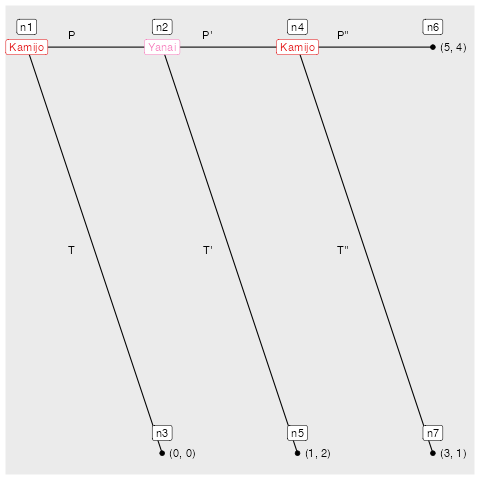 n1
n2
n4
n6
P
P'
P"
Kamijo
Yanai
Kamijo
(5, 4)
T
T'
T"
n3
n5
n7
(0, 0)
(1, 2)
(3, 1)